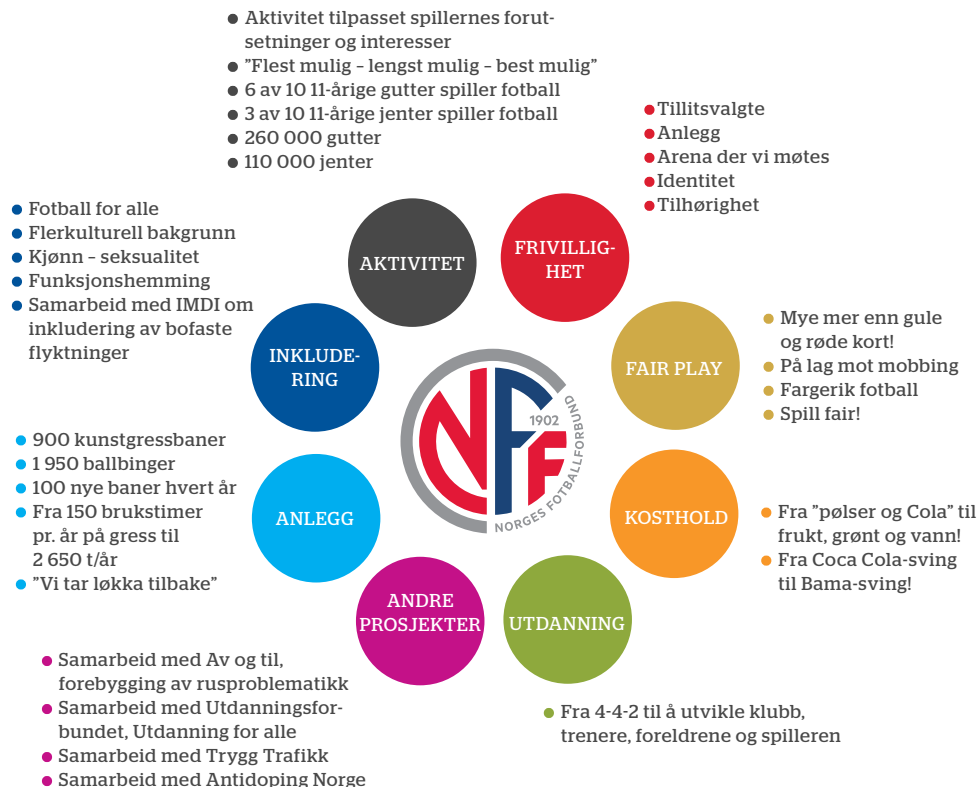 ● Aktivitet tilpasset spillernes forut-
setninger og interesser
● ”Flest mulig – lengst mulig – best mulig”
● 6 av 10 11-årige gutter spiller fotball
● 3 av 10 11-årige jenter spiller fotball
● 260 000 gutter
● 110 000 jenter
AKTIVITET
● Tillitsvalgte
● Anlegg
● Arena der vi møtes
● Identitet
● Tilhørighet
FRIVILLIG-
HET
● Fotball for alle
● Flerkulturell bakgrunn
● Kjønn – seksualitet
● Funksjonshemming
● Samarbeid med IMDI om
inkludering av bofaste
flyktninger
INKLUDE-
RING
● Mye mer enn gule
og røde kort!
● På lag mot mobbing
● Fargerik fotball
● Spill fair!
FAIR PLAY
NFF
1902
NORGES FOTBALLFORBUND
● 900 kunstgressbaner
● 1 950 ballbinger
● 100 nye baner hvert år
● Fra 150 brukstimer
pr. år på gress til
2 650 t/år
● ”Vi tar løkka tilbake”
ANLEGG
KOSTHOLD
● Fra ”pølser og Cola” til
frukt, grønt og vann!
● Fra Coca Cola-sving
til Bama-sving!
ANDRE
PROSJEKTER
● Samarbeid med Av og til,
forebygging av rusproblematikk
● Samarbeid med Utdanningsfor-
bundet, Utdanning for alle
● Samarbeid med Trygg Trafikk
● Samarbeid med Antidoping Norge
UTDANNING
● Fra 4-4-2 til å utvikle klubb,
trenere, foreldrene og spilleren